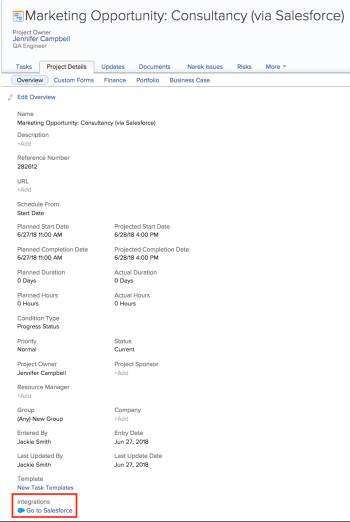 Marketing Opportunity: Consultancy (via Salesforce)
Project Owner
Jennifer Campbell
QA Engineer
Tasks Project Details Updates Documents Narek issues Risks More
Overview Custom Forms Finance Portfolio Business Case
Edit Overview
Name
Marketing Opportunity: Consultancy (via Salesforce)
Description
+Add
Reference Number
282612
URL
+Add
Schedule From
Start Date
Planned Start Date Projected Start Date
6/27/18 11:00 AM 6/28/18 4:00 PM
Planned Completion Date Projected Completion Date
6/27/18 11:00 AM 6/28/18 4:00 PM
Planned Duration Actual Duration
0 Days 0 Days
Planned Hours Actual Hours
0 Hours 0 Hours
Condition Type
Progress Status
Priority Status
Normal Current
Project Owner Project Sponsor
Jennifer Campbell +Add
Resource Manager
+Add
Group Company
(Any) New Group +Add
Entered By Entry Date
Jackie Smith Jun 27, 2018
Last Updated By Last Update Date
Jackie Smith Jun 27, 2018
Template
New Task Templates
Integrations
Go to Salesforce